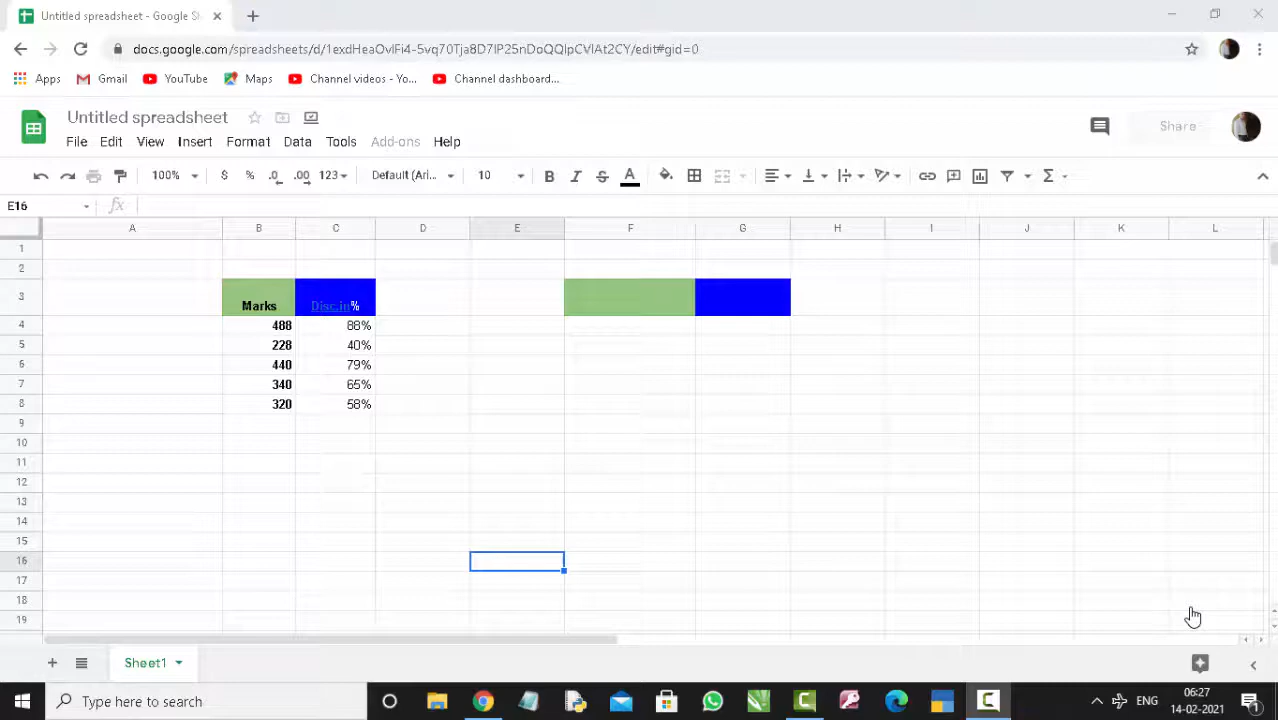 Untitled spreadsheet - Google Sh
docs.google.com/spreadsheets/d/1exdHeaOvlFi4-5vq70Tja8D7IP25nDoQQlpCVlAt2CY/edit#gid=0
Apps Gmail YouTube Maps Channel videos - Yo... Channel dashboard...
Untitled spreadsheet
File Edit View Insert Format Data Tools Add-ons Help
Share
100% $ % .0 .00 123 Default (Ari... 10 B I S A Σ
E16 fx
A B C D E F G H I J K L
1
2
3 Marks Disc.in%
4 488 88%
5 228 40%
6 440 79%
7 340 65%
8 320 58%
9
10
11
12
13
14
15
16
17
18
19
+ Sheet1
Type here to search
ENG
06:27
14-02-2021
1